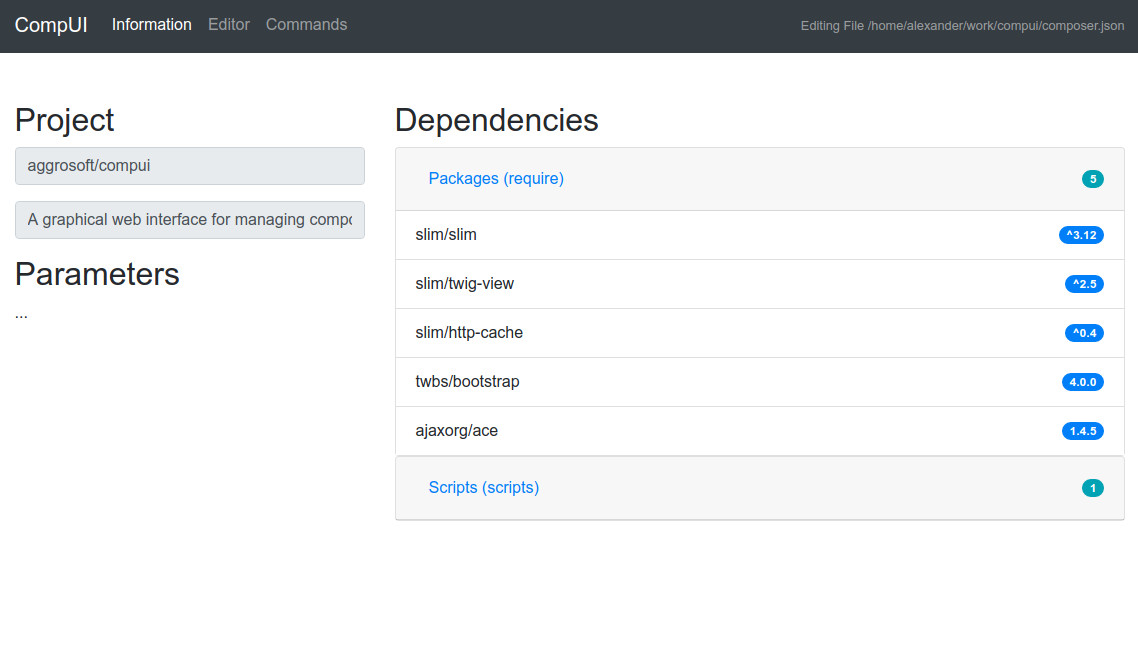 CompUI Information Editor Commands Editing File /home/alexander/work/compui/composer.json
Project
aggrosoft/compui
A graphical web interface for managing
Parameters
...
Dependencies
Packages (require) 5
slim/slim ^3.12
slim/twig-view ^2.5
slim/http-cache ^0.4
twbs/bootstrap 4.0.0
ajaxorg/ace 1.4.5
Scripts (scripts) 1